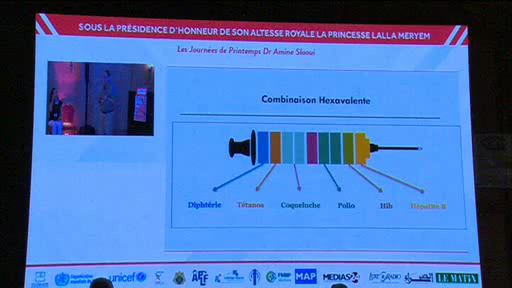 SOUS LA PRÉSIDENCE D'HONNEUR DE SON ALTESSE ROYALE LA PRINCESSE LALLA MERYEM
Les Journées de Printemps Dr Amine Slaoui
Combinaison Hexavalente
Diphtérie Tétanos Coqueluche Polio Hib Hépatite B
Organisation
unicef
MAP
MEDIAS24
LE MATIN